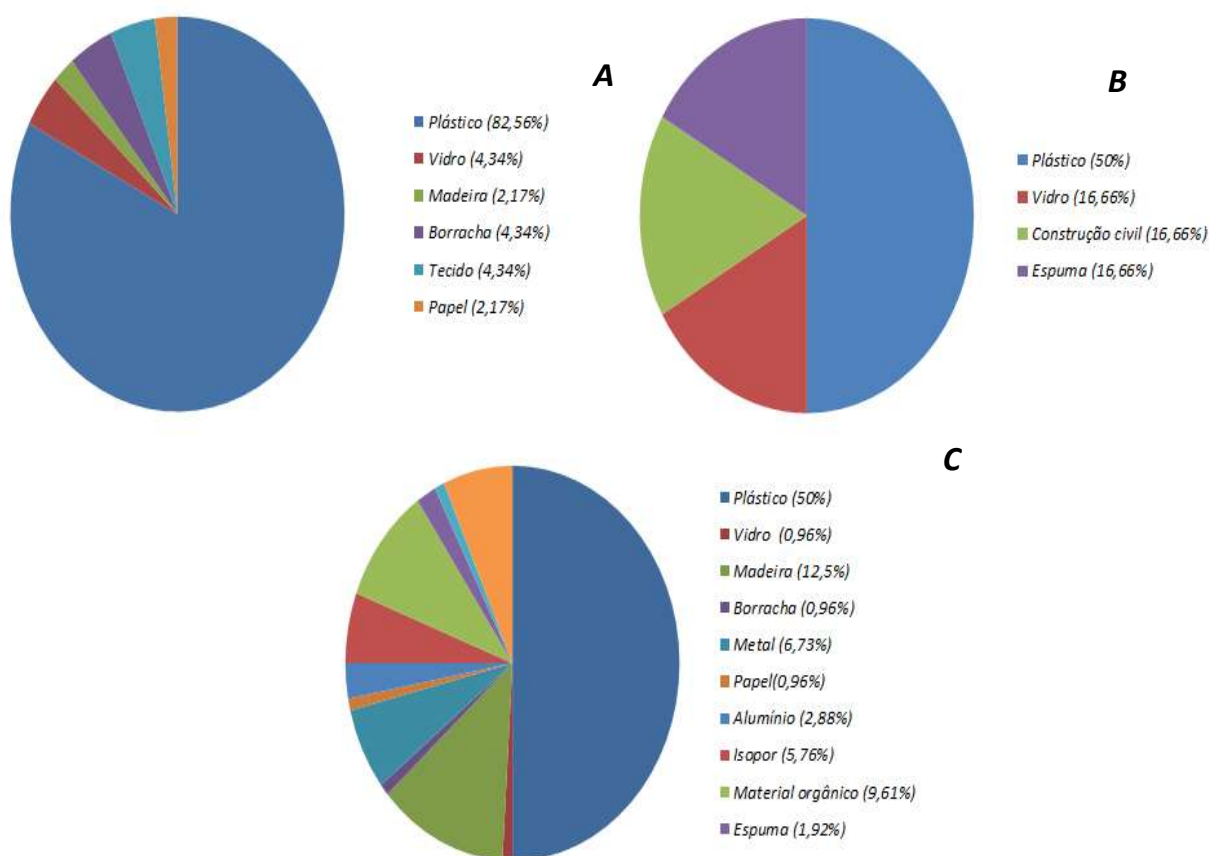 A
Plástico (82,56%)
Vidro (4,34%)
Madeira (2,17%)
Borracha (4,34%)
Tecido (4,34%)
Papel (2,17%)
B
Plástico (50%)
Vidro (16,66%)
Construção civil (16,66%)
Espuma (16,66%)
C
Plástico (50%)
Vidro (0,96%)
Madeira (12,5%)
Borracha (0,96%)
Metal (6,73%)
Papel(0,96%)
Alumínio (2,88%)
Isopor (5,76%)
Material orgânico (9,61%)
Espuma (1,92%)